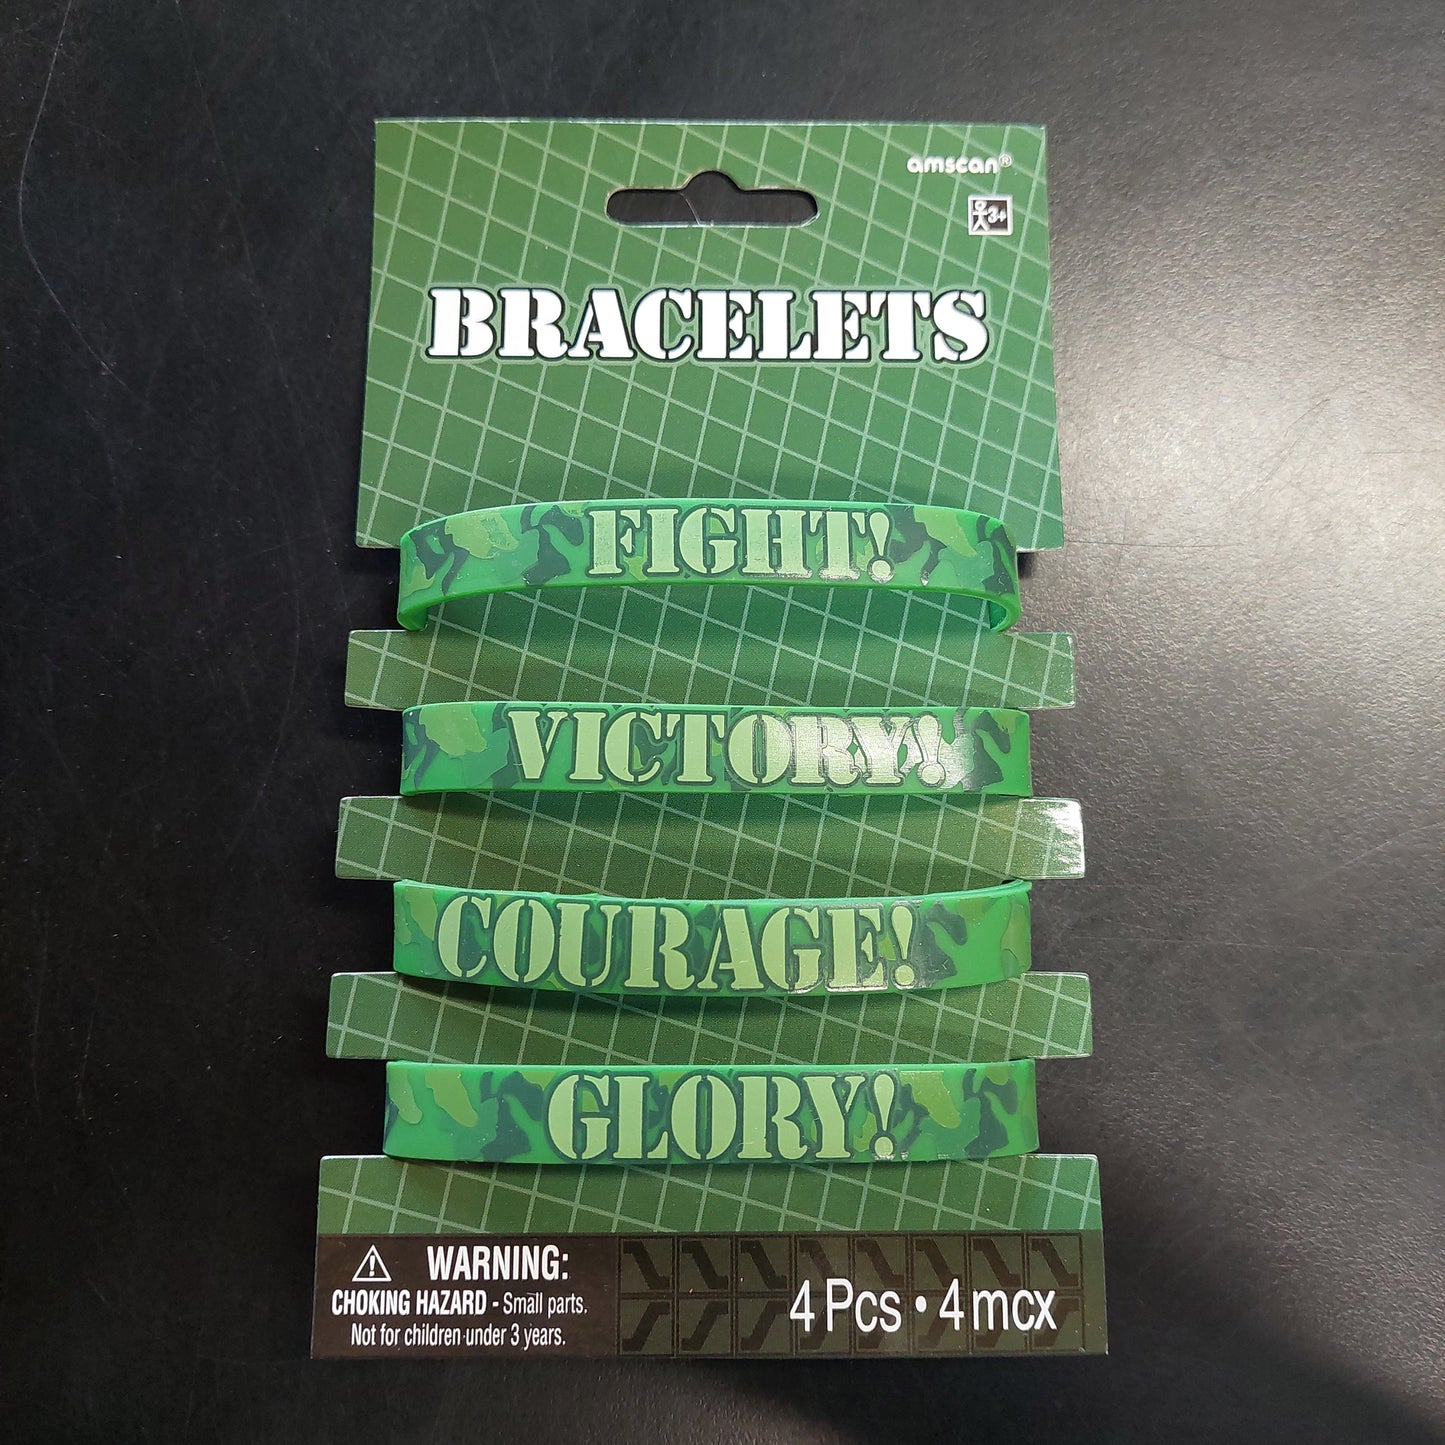 amscan®
3+
BRACELETS
FIGHT!
VICTORY!
COURAGE!
GLORY!
WARNING:
CHOKING HAZARD - Small parts.
Not for children under 3 years.
4 Pcs • 4 mcx